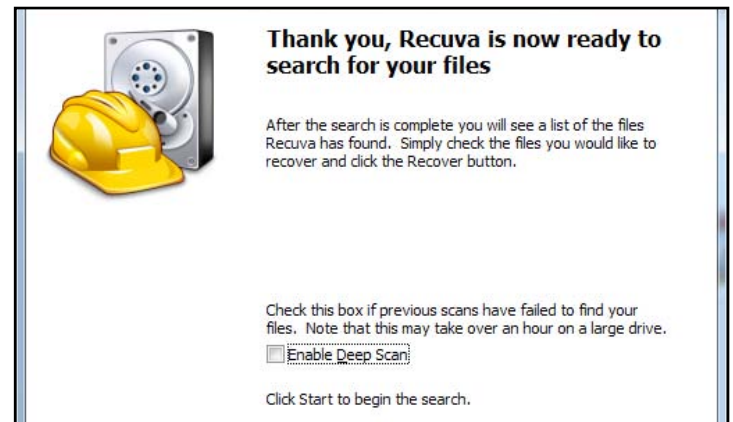 Thank you, Recuva is now ready to
search for your files
After the search is complete you will see a list of the files
Recuva has found.  Simply check the files you would like to
recover and click the Recover button.
Check this box if previous scans have failed to find your
files.  Note that this may take over an hour on a large drive.
Enable Deep Scan
Click Start to begin the search.